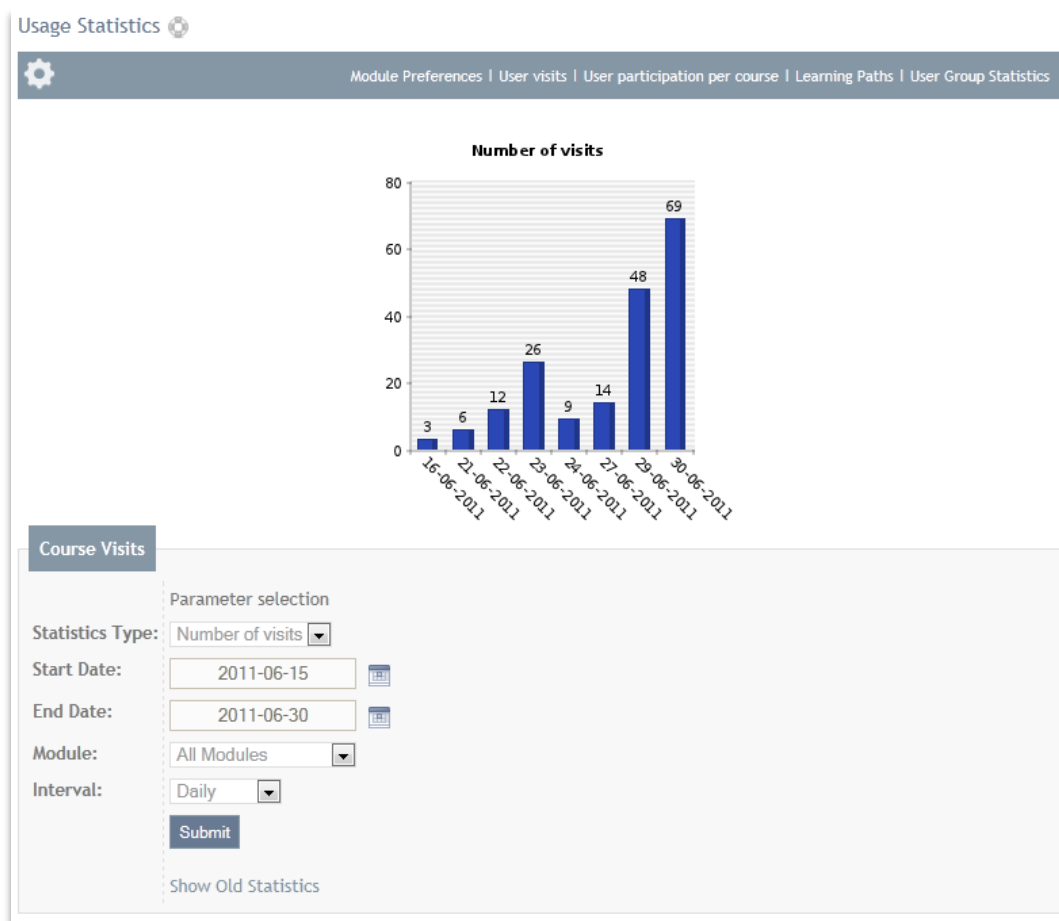 Usage Statistics
Module Preferences | User visits | User participation per course | Learning Paths | User Group Statistics
Number of visits
80
60
40
20
0
3
6
12
26
9
14
48
69
16-06-2011
21-06-2011
22-06-2011
23-06-2011
24-06-2011
27-06-2011
29-06-2011
30-06-2011
Course Visits
Parameter selection
Statistics Type: Number of visits
Start Date: 2011-06-15
End Date: 2011-06-30
Module: All Modules
Interval: Daily
Submit
Show Old Statistics